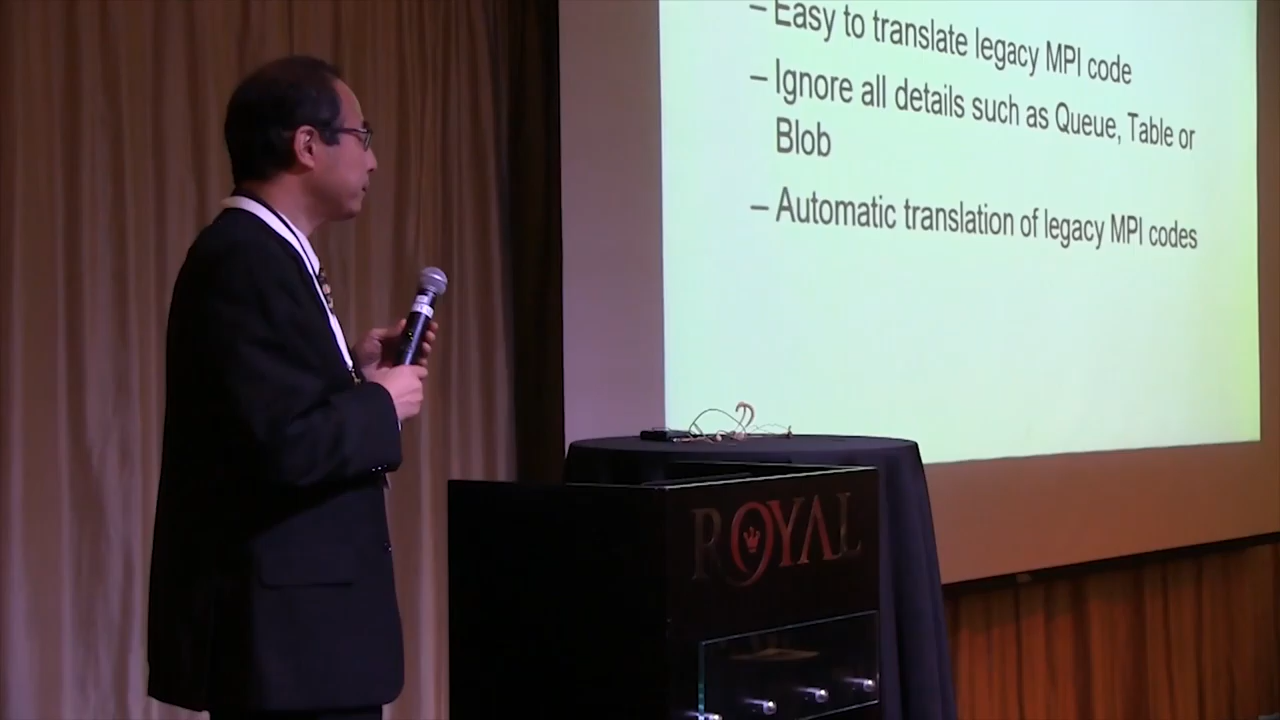 – Easy to translate legacy MPI code
– Ignore all details such as Queue, Table or
Blob
– Automatic translation of legacy MPI codes
ROYAL